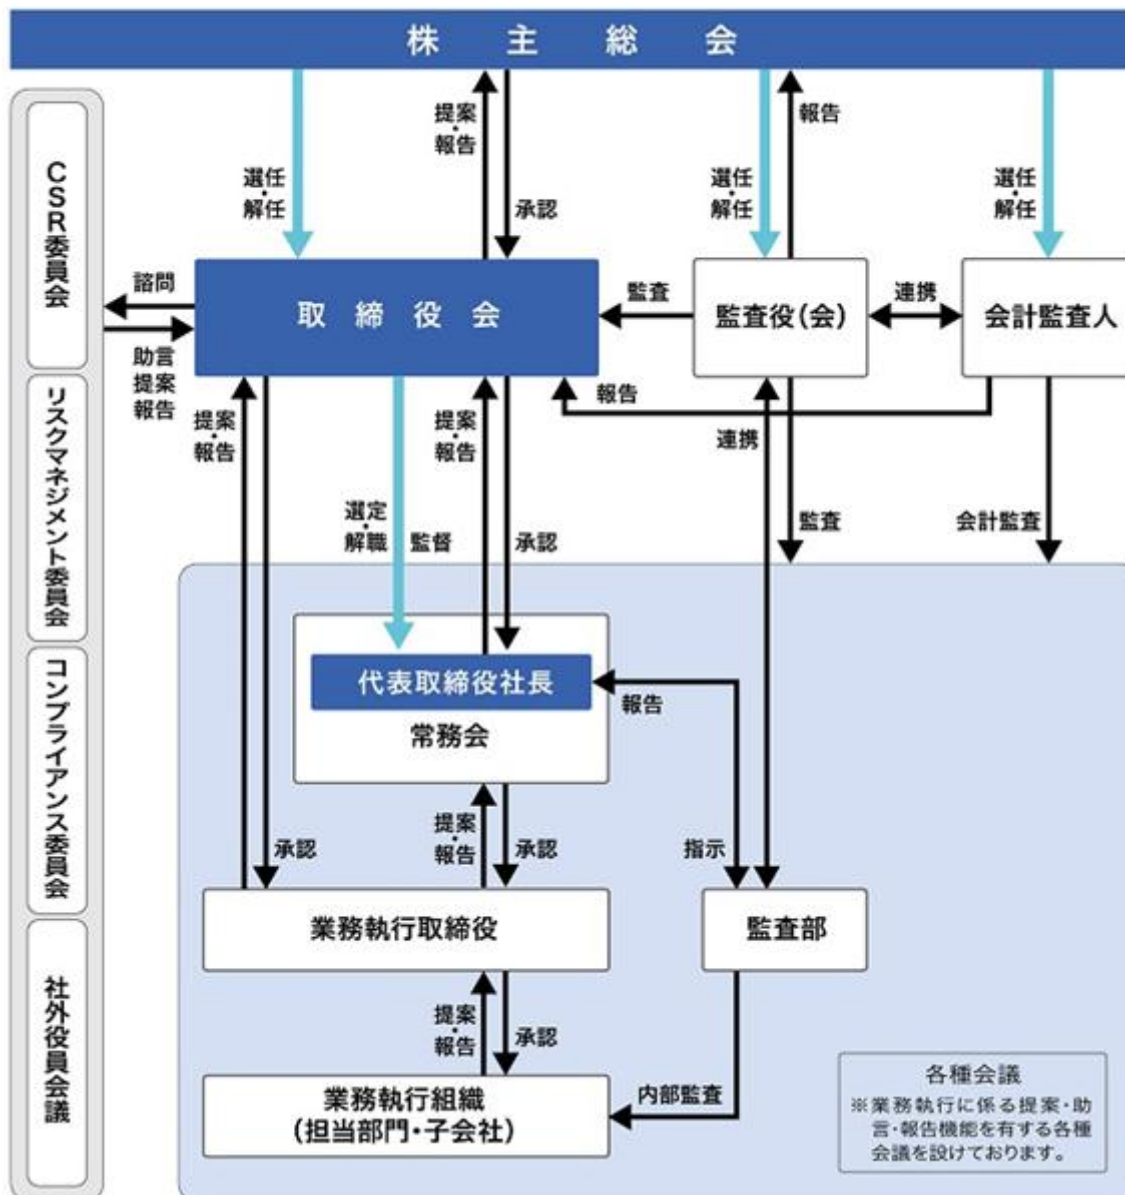 株主総会
提案・報告
承認
選任・解任
選任・解任
報告
選任・解任
CSR委員会
リスクマネジメント委員会
コンプライアンス委員会
社外役員会議
諮問
助言
提案
報告
取締役会
監査
監査役(会)
連携
会計監査人
報告
提案・報告
選定・解職
監督
提案・報告
承認
連携
監査
会計監査
代表取締役社長
常務会
報告
承認
提案・報告
承認
指示
業務執行取締役
監査部
提案・報告
承認
業務執行組織
(担当部門・子会社)
内部監査
各種会議
※業務執行に係る提案・助
言・報告機能を有する各種
会議を設けております。